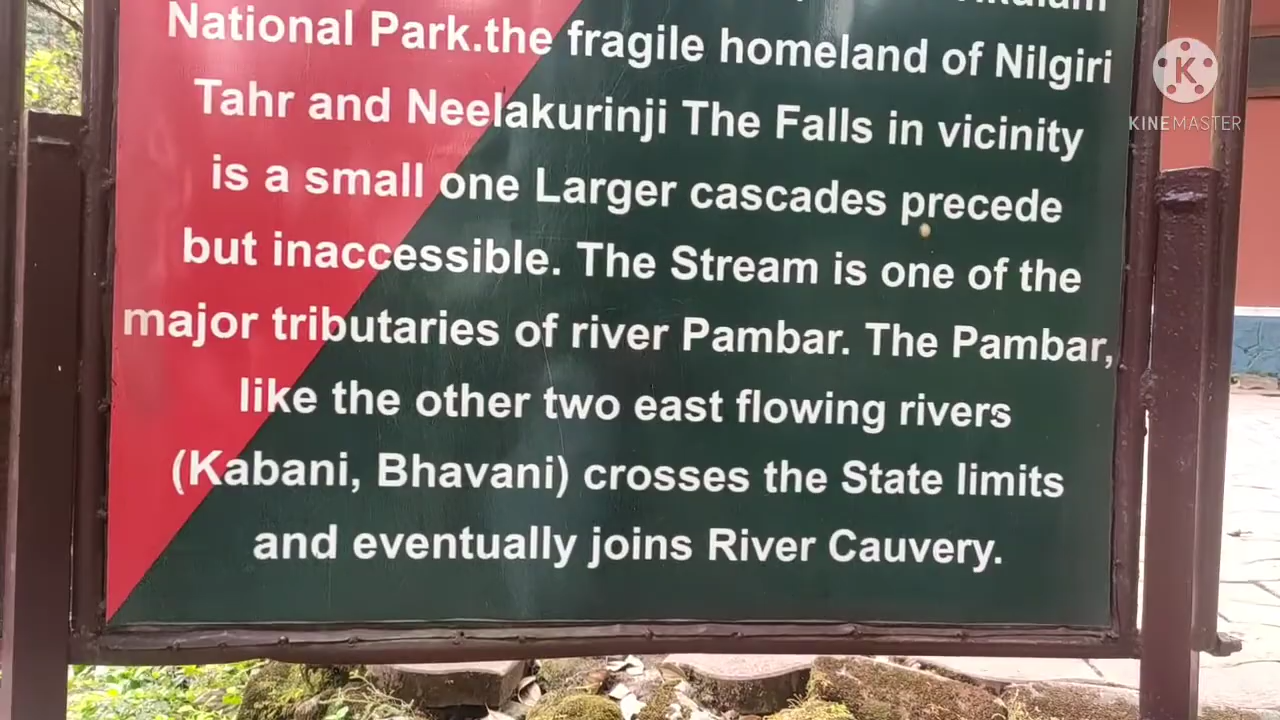 National Park.the fragile homeland of Nilgiri
Tahr and Neelakurinji The Falls in vicinity
is a small one Larger cascades precede
but inaccessible. The Stream is one of the
major tributaries of river Pambar. The Pambar,
like the other two east flowing rivers
(Kabani, Bhavani) crosses the State limits
and eventually joins River Cauvery.
K
KINEMASTER